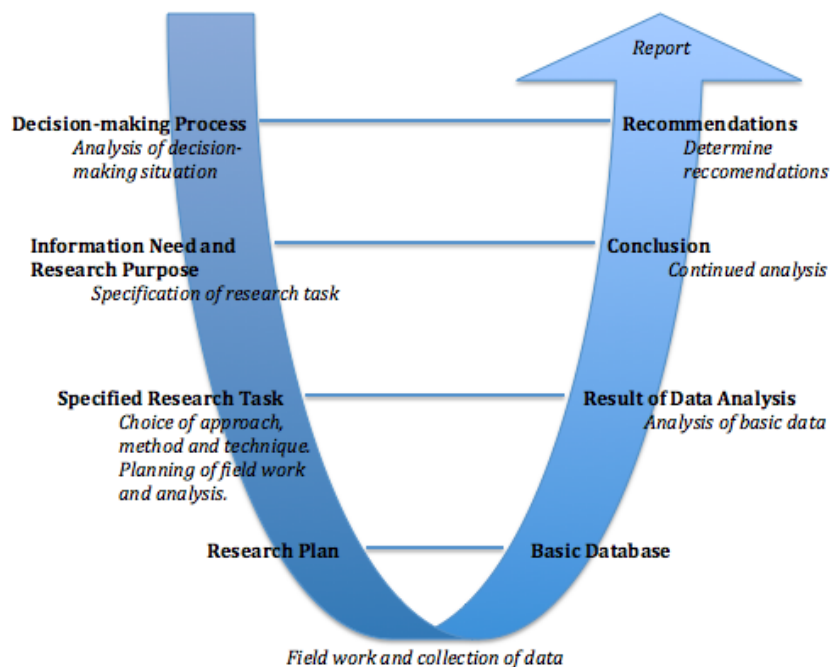 Report
Decision-making Process
Analysis of decision-
making situation
Recommendations
Determine
reccomendations
Information Need and
Research Purpose
Specification of research task
Conclusion
Continued analysis
Specified Research Task
Choice of approach,
method and technique.
Planning of field work
and analysis.
Result of Data Analysis
Analysis of basic data
Research Plan
Basic Database
Field work and collection of data